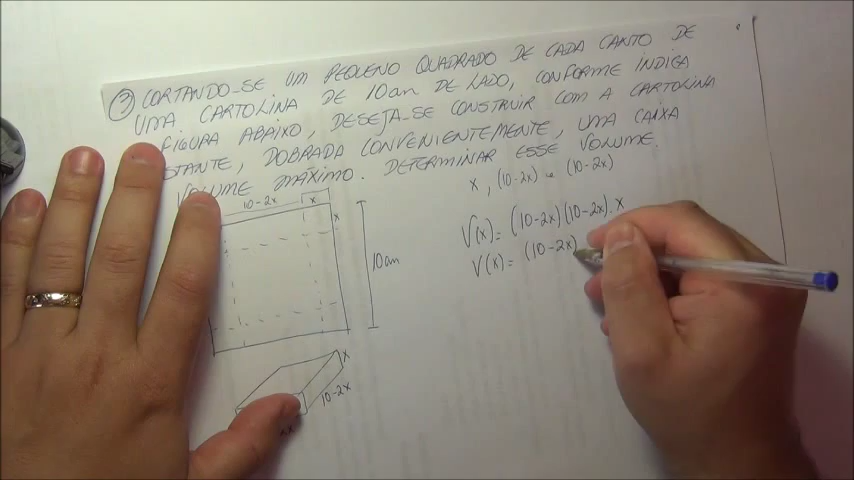 3 CORTANDO-SE UM PEQUENO QUADRADO DE CADA CANTO DE
UMA CARTOLINA DE 10cm DE LADO, CONFORME INDICA
FIGURA ABAIXO, DESEJA-SE CONSTRUIR COM A CARTOLINA
STANTE, DOBRADA CONVENIENTEMENTE, UMA CAIXA
VOLUME MÁXIMO. DETERMINAR ESSE VOLUME.
x, (10-2x) e (10-2x)
10-2x x
x
10cm
V(x) = (10-2x)(10-2x).x
V(x) = (10-2x)
x
10-2x